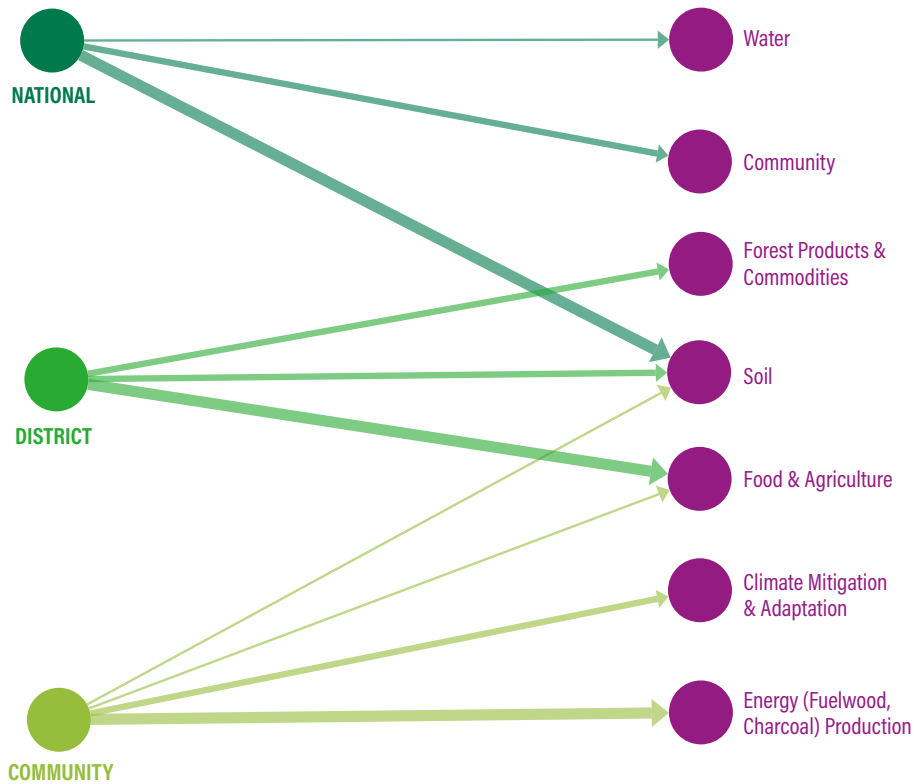 NATIONAL
Water
Community
Forest Products &
Commodities
DISTRICT
Soil
Food & Agriculture
Climate Mitigation
& Adaptation
COMMUNITY
Energy (Fuelwood,
Charcoal) Production